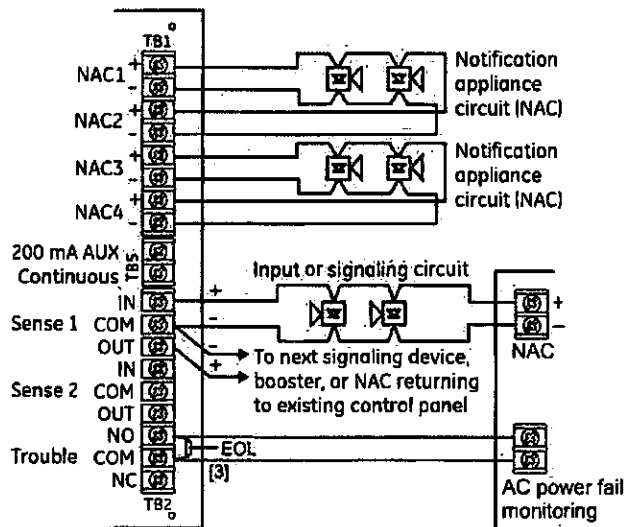 TB1
NAC1
+
-
NAC2
+
-
NAC3
+
-
NAC4
+
-
Notification
appliance
circuit (NAC)
Notification
appliance
circuit (NAC)
200 mA AUX
Continuous
TB5
Input or signaling circuit
IN
Sense 1 COM
OUT
+
-
-
+
+
-
NAC
To next signaling device,
booster, or NAC returning
to existing control panel
IN
Sense 2 COM
OUT
NO
Trouble COM
NC
EOL
[3]
TB2
AC power fail
monitoring